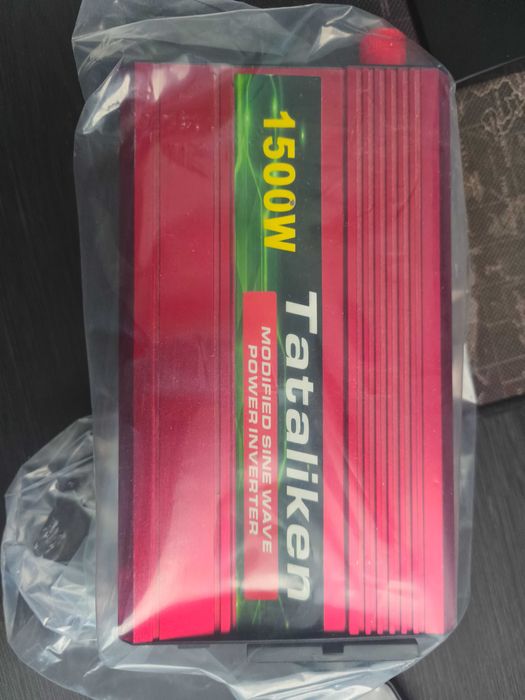 1500W
Tataliken
MODIFIED SINE WAVE
POWER INVERTER